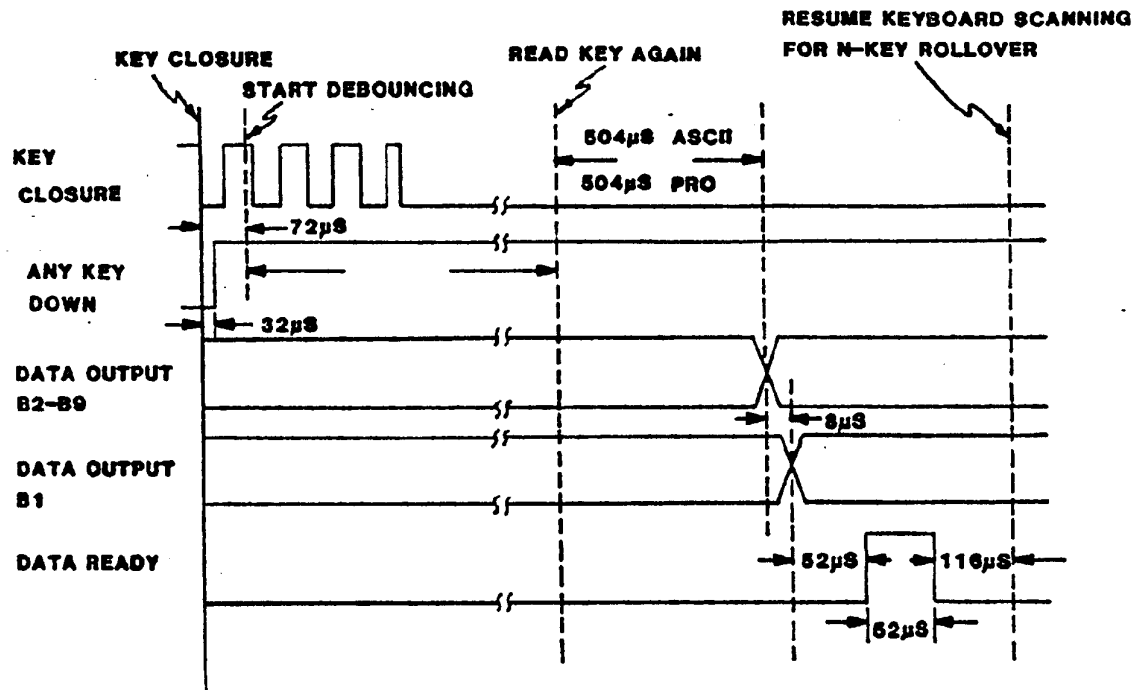 RESUME KEYBOARD SCANNING
FOR N-KEY ROLLOVER
KEY CLOSURE
READ KEY AGAIN
START DEBOUNCING
KEY
CLOSURE
504µS ASCII
504µS PRO
72µS
ANY KEY
DOWN
32µS
DATA OUTPUT
B2-B9
8µS
DATA OUTPUT
B1
DATA READY
52µS
116µS
52µS